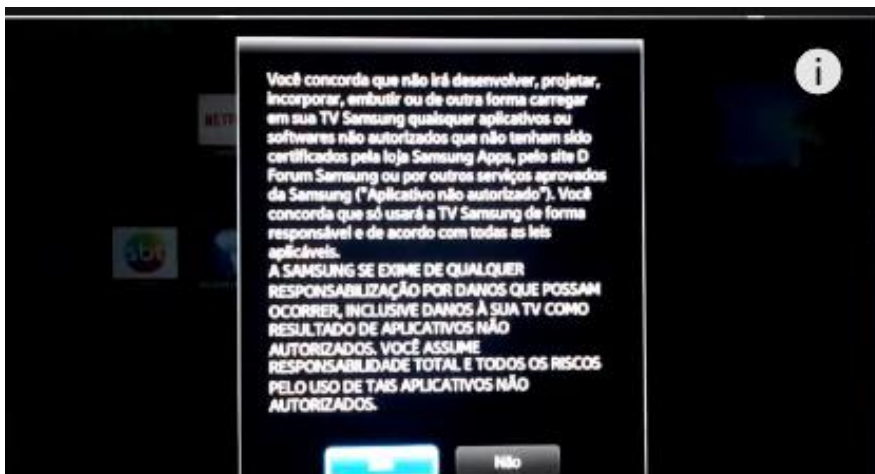 i
NETF
sbt
Você concorda que não irá desenvolver, projetar,
incorporar, embutir ou de outra forma carregar
em sua TV Samsung quaisquer aplicativos ou
softwares não autorizados que não tenham sido
certificados pela loja Samsung Apps, pelo site D
Forum Samsung ou por outros serviços aprovados
da Samsung ("Aplicativo não autorizado"). Você
concorda que só usará a TV Samsung de forma
responsável e de acordo com todas as leis
aplicáveis.
A SAMSUNG SE EXIME DE QUALQUER
RESPONSABILIZAÇÃO POR DANOS QUE POSSAM
OCORRER, INCLUSIVE DANOS À SUA TV COMO
RESULTADO DE APLICATIVOS NÃO
AUTORIZADOS. VOCÊ ASSUME
RESPONSABILIDADE TOTAL E TODOS OS RISCOS
PELO USO DE TAIS APLICATIVOS NÃO
AUTORIZADOS.
Não